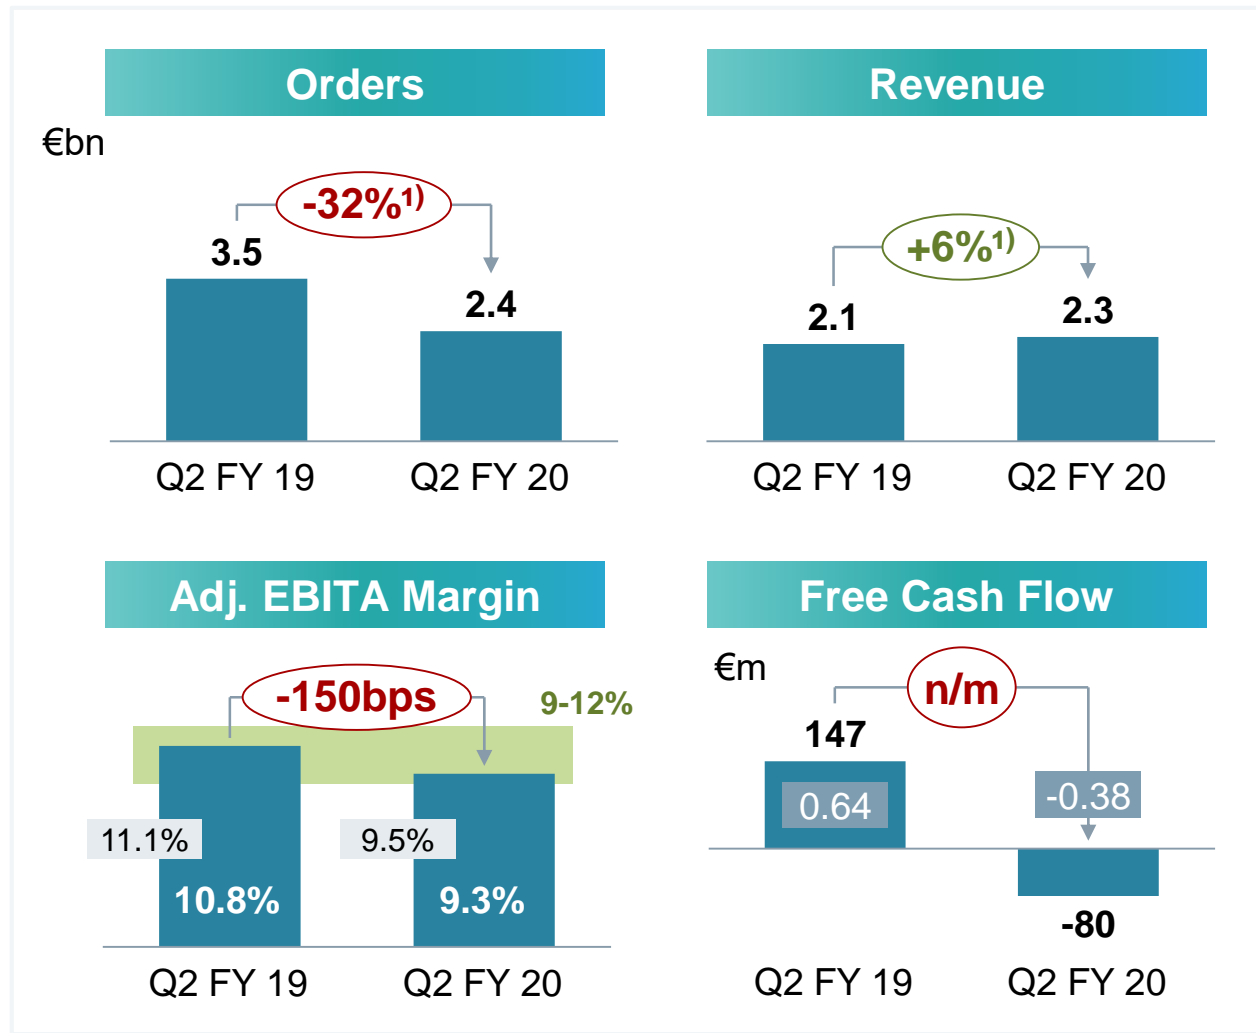 Orders
€bn
-32%¹⁾
3.5
2.4
Q2 FY 19
Q2 FY 20
Revenue
+6%¹⁾
2.1
2.3
Q2 FY 19
Q2 FY 20
Adj. EBITA Margin
-150bps
9-12%
11.1%
9.5%
10.8%
9.3%
Q2 FY 19
Q2 FY 20
Free Cash Flow
€m
n/m
147
0.64
-0.38
-80
Q2 FY 19
Q2 FY 20